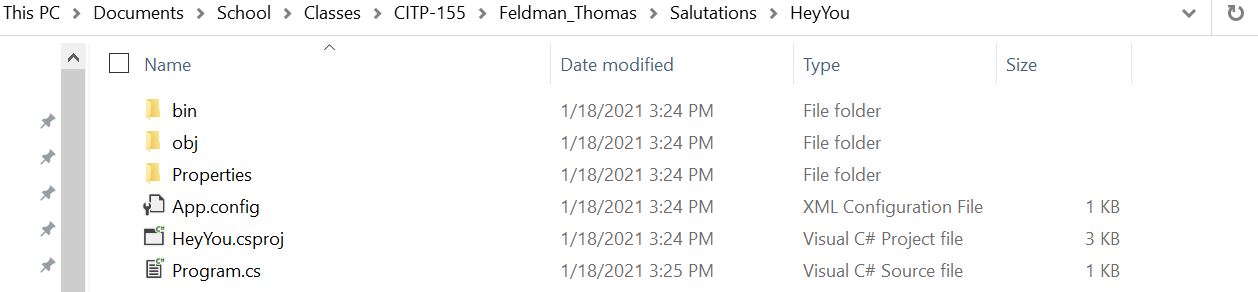 This PC > Documents > School > Classes > CITP-155 > Feldman_Thomas > Salutations > HeyYou
Name Date modified Type Size
bin 1/18/2021 3:24 PM File folder
obj 1/18/2021 3:24 PM File folder
Properties 1/18/2021 3:24 PM File folder
App.config 1/18/2021 3:24 PM XML Configuration File 1 KB
HeyYou.csproj 1/18/2021 3:24 PM Visual C# Project file 3 KB
Program.cs 1/18/2021 3:25 PM Visual C# Source file 1 KB